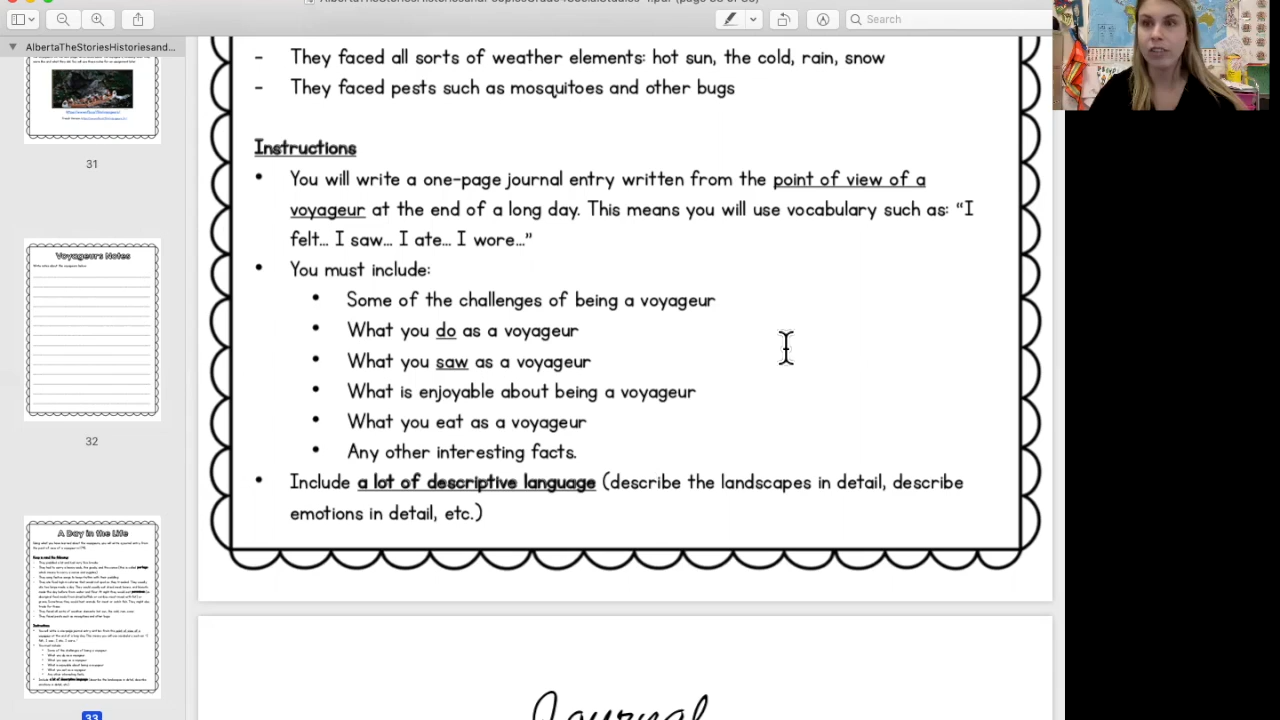 Search
AlbertaTheStoriesHistoriesand...
31
Voyageurs Notes
32
A Day in the Life
33
- They faced all sorts of weather elements: hot sun, the cold, rain, snow
- They faced pests such as mosquitoes and other bugs
Instructions
• You will write a one-page journal entry written from the point of view of a
voyageur at the end of a long day. This means you will use vocabulary such as: “I
felt... I saw... I ate... I wore...”
• You must include:
• Some of the challenges of being a voyageur
• What you do as a voyageur
• What you saw as a voyageur
• What is enjoyable about being a voyageur
• What you eat as a voyageur
• Any other interesting facts.
• Include a lot of descriptive language (describe the landscapes in detail, describe
emotions in detail, etc.)
Journal